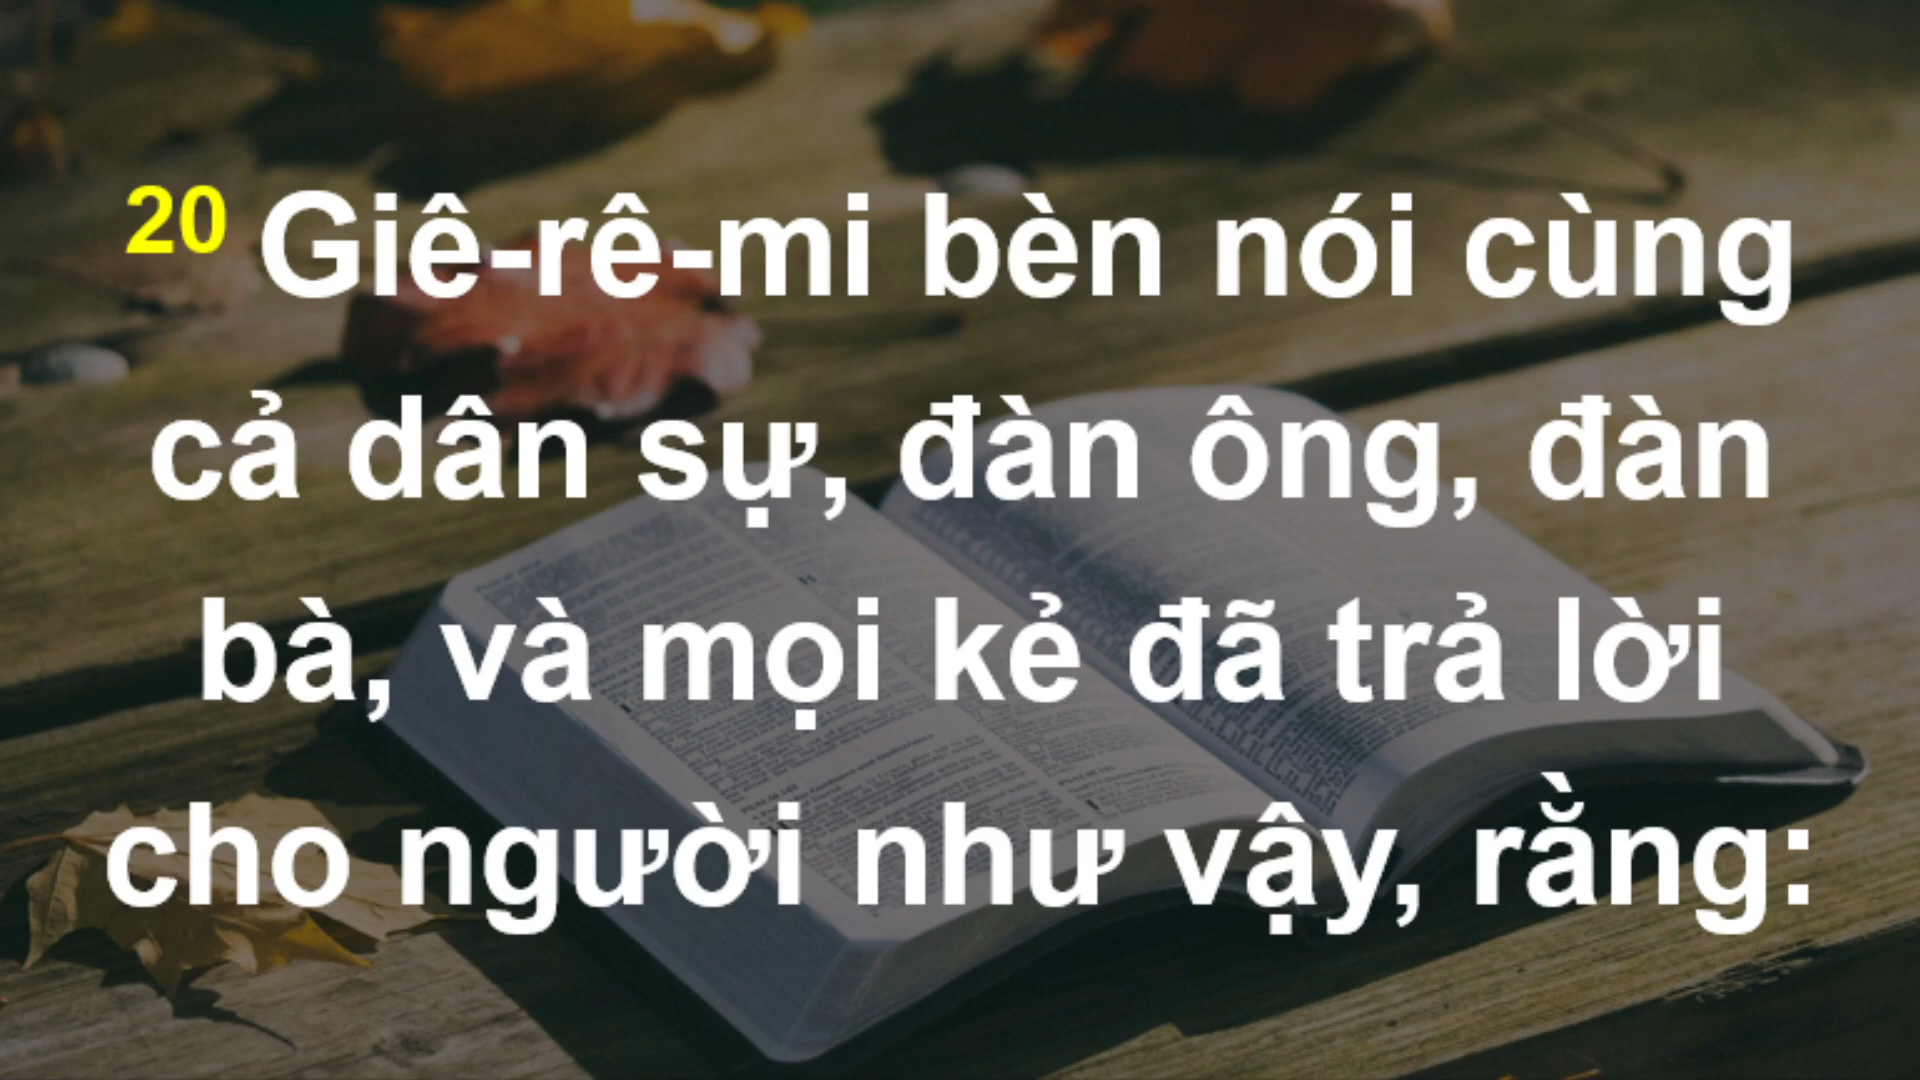 20 Giê-rê-mi bèn nói cùng
cả dân sự, đàn ông, đàn
bà, và mọi kẻ đã trả lời
cho người như vậy, rằng: